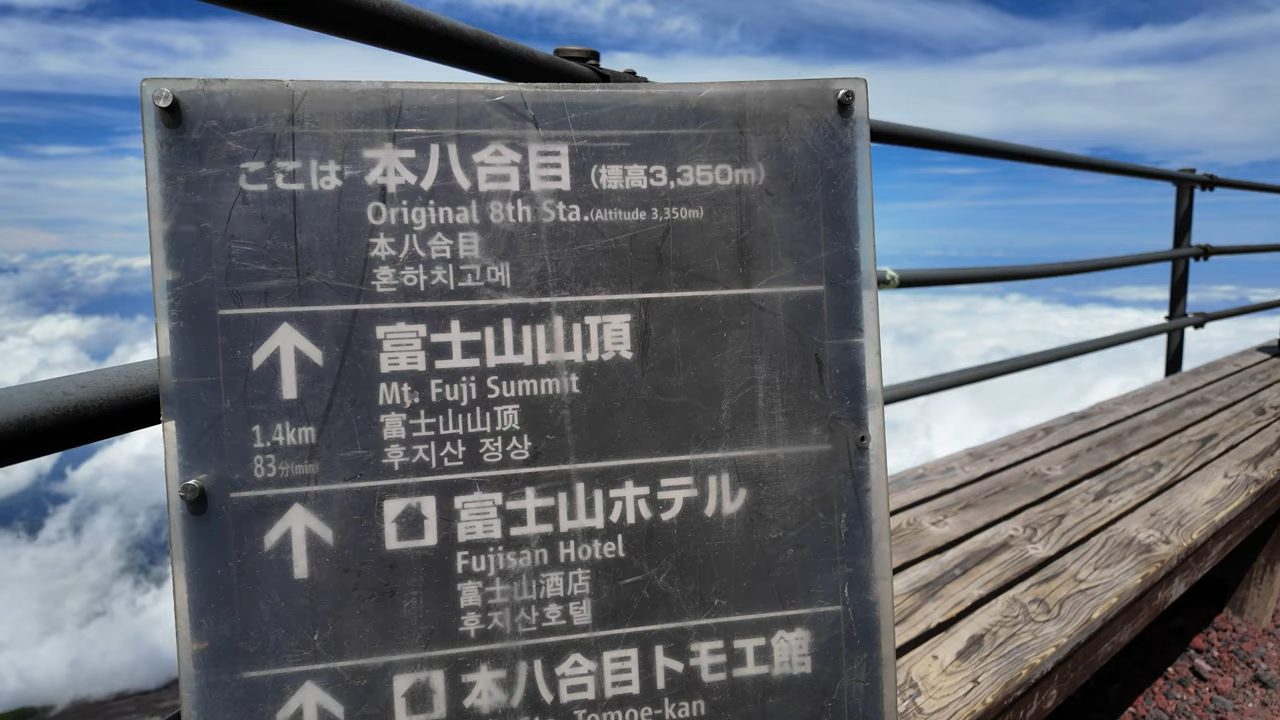 ここは 本八合目 (標高3,350m)
Original 8th Sta.(Altitude 3,350m)
本八合目
혼하치고메
富士山山頂
Mt. Fuji Summit
富士山山顶
후지산 정상
1.4km
83分(min)
富士山ホテル
Fujisan Hotel
富士山酒店
후지산호텔
本八合目トモエ館
Tomoe-kan